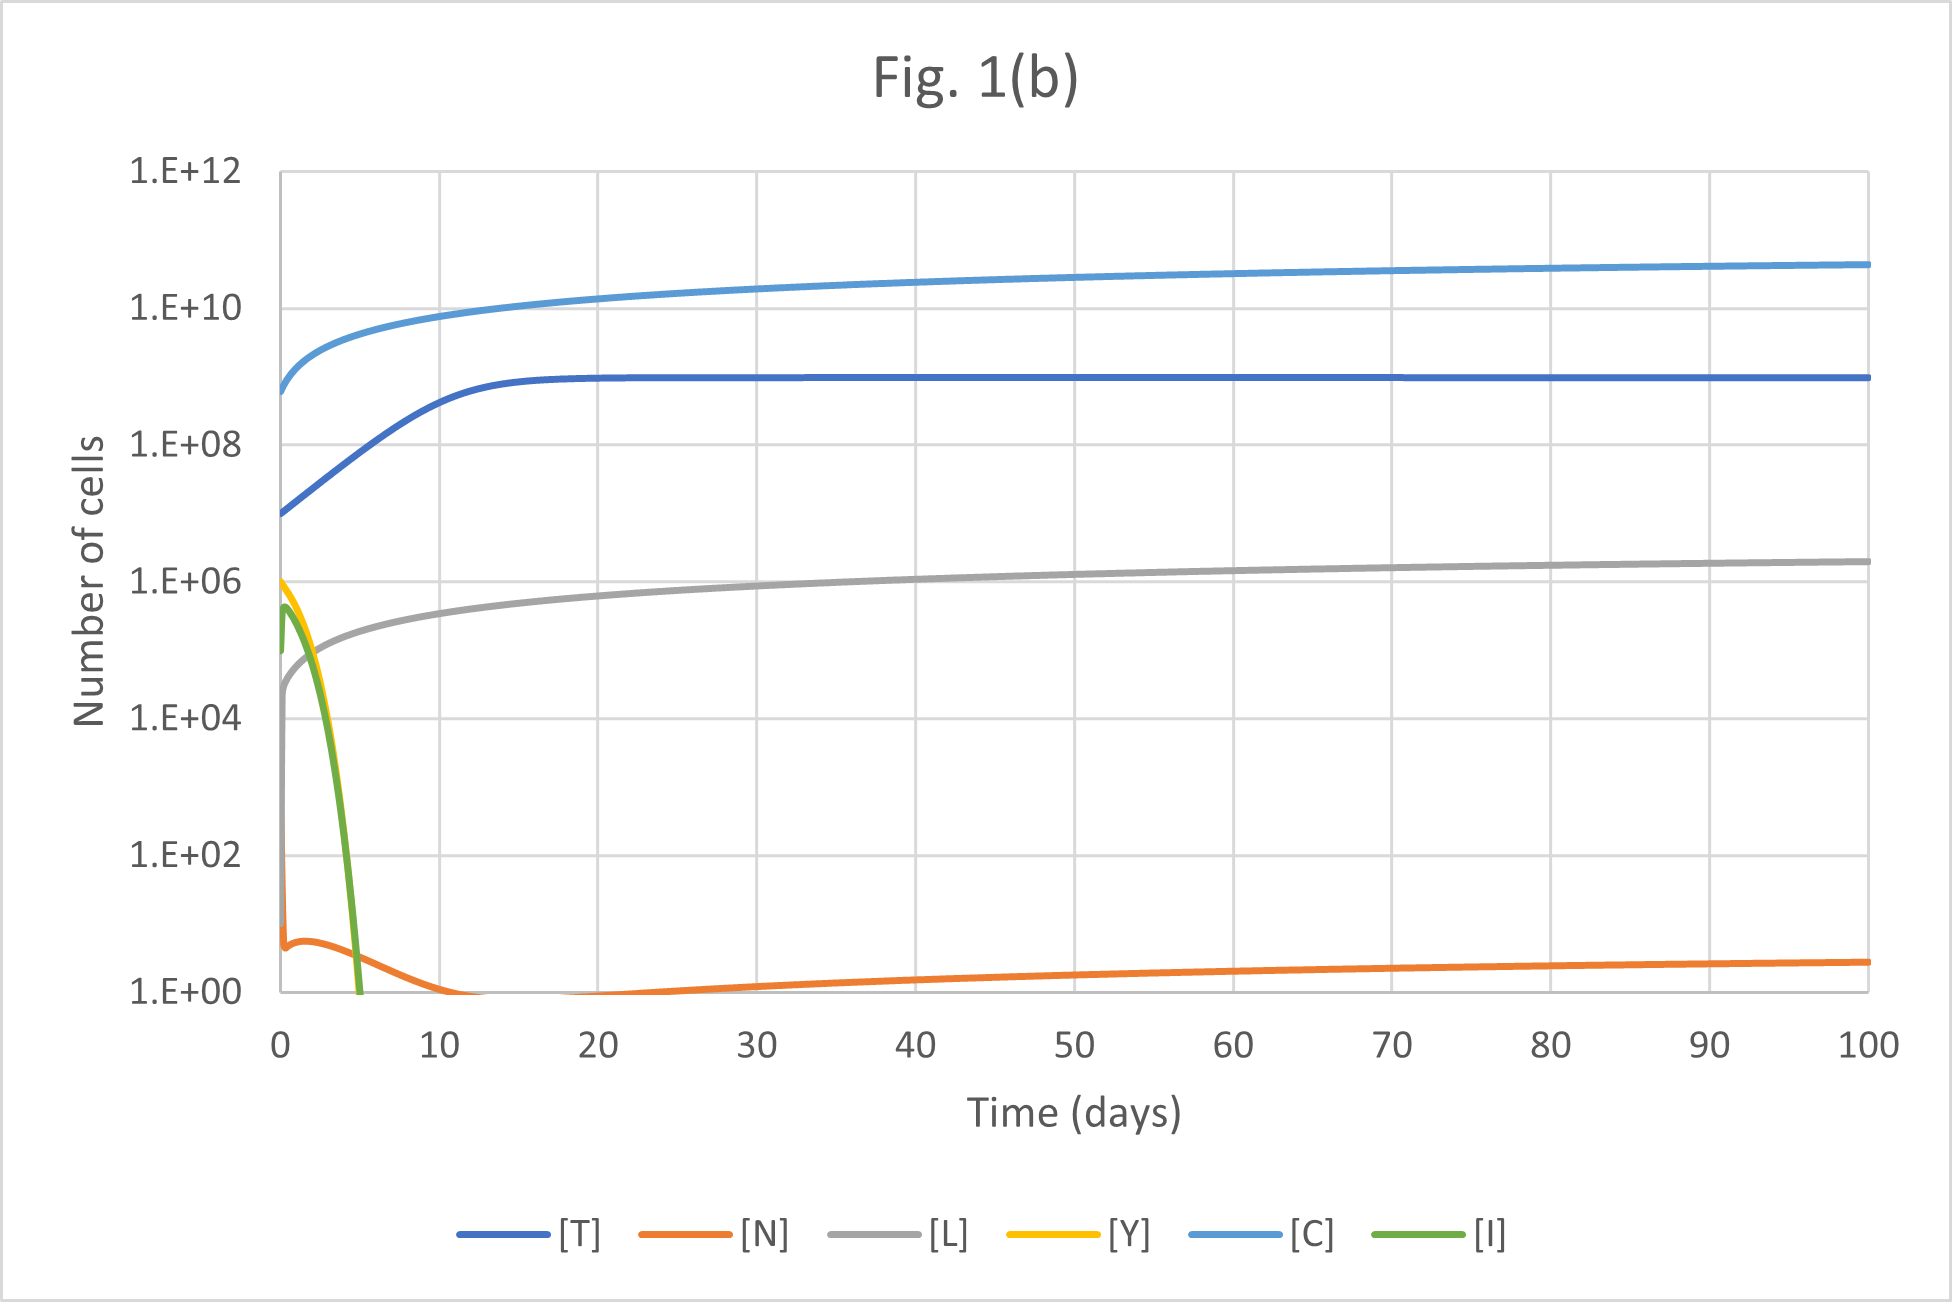 Fig. 1(b)
1.E+12
1.E+10
1.E+08
1.E+06
1.E+04
1.E+02
1.E+00
Number of cells
0 10 20 30 40 50 60 70 80 90 100
Time (days)
[T] [N] [L] [Y] [C] [I]